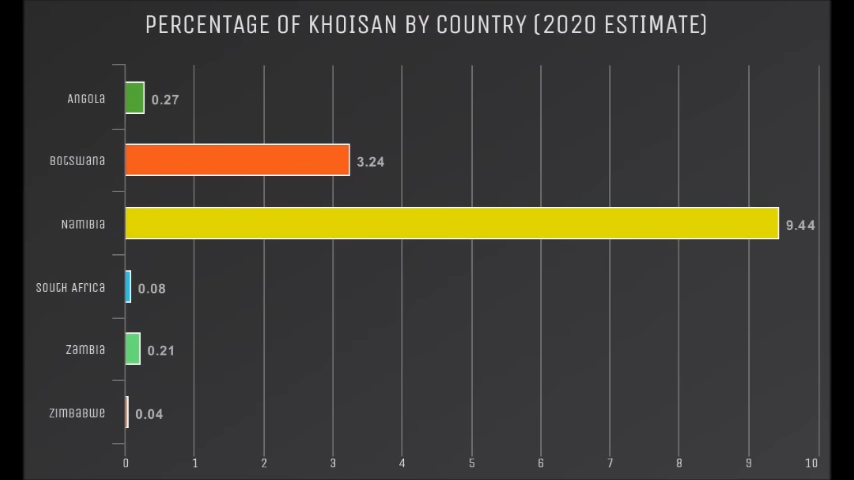 PERCENTAGE OF KHOISAN BY COUNTRY (2020 ESTIMATE)
Angola 0.27
Botswana 3.24
Namibia 9.44
South Africa 0.08
Zambia 0.21
Zimbabwe 0.04
0 1 2 3 4 5 6 7 8 9 10